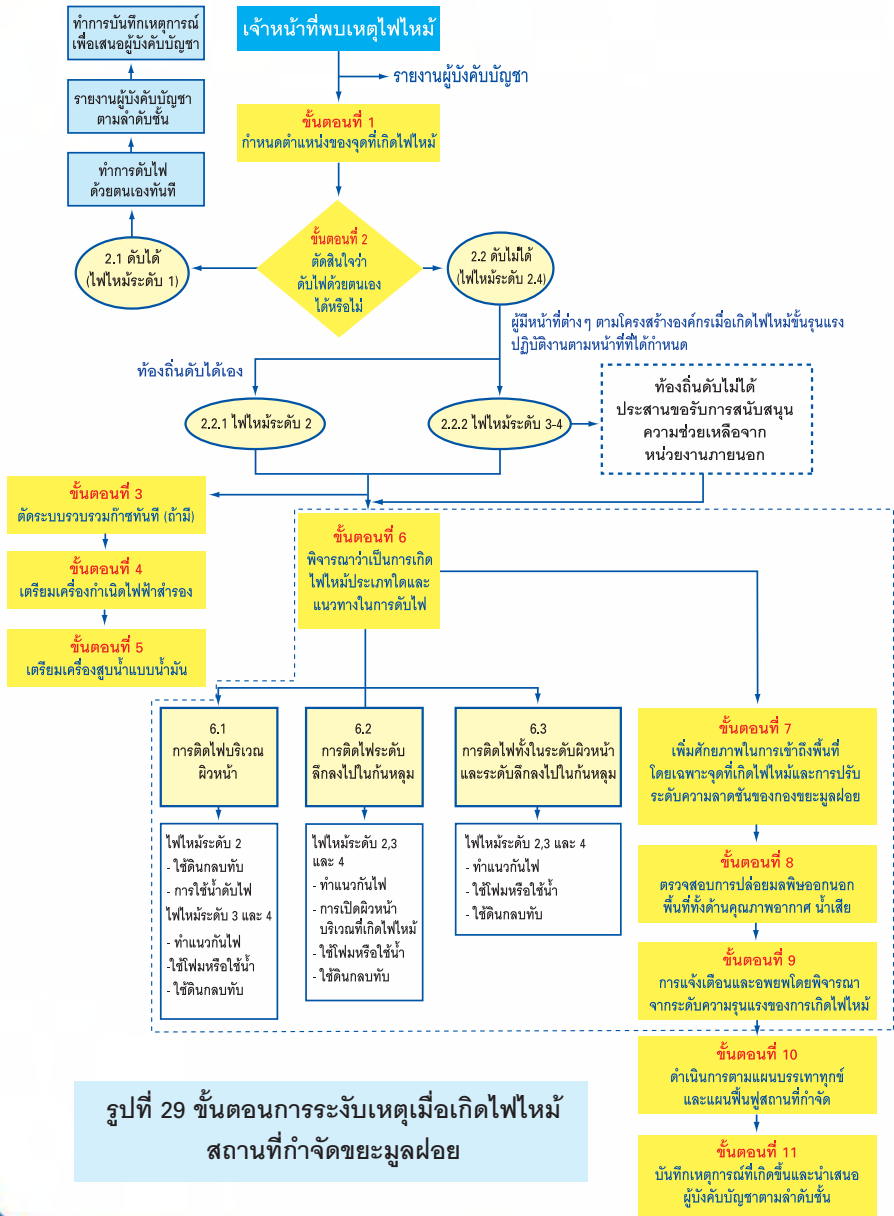 ทำการบันทึกเหตุการณ์
เพื่อเสนอผู้บังคับบัญชา
เจ้าหน้าที่พบเหตุไฟไหม้
รายงานผู้บังคับบัญชา
รายงานผู้บังคับบัญชา
ตามลำดับชั้น
ขั้นตอนที่ 1
กำหนดตำแหน่งของจุดที่เกิดไฟไหม้
ทำการดับไฟ
ด้วยตนเองทันที
2.1 ดับได้
(ไฟไหม้ระดับ 1)
ขั้นตอนที่ 2
ตัดสินใจว่า
ดับไฟด้วยตนเอง
ได้หรือไม่
2.2 ดับไม่ได้
(ไฟไหม้ระดับ 2.4)
ผู้มีหน้าที่ต่างๆ ตามโครงสร้างองค์กรเมื่อเกิดไฟไหม้ขั้นรุนแรง
ปฏิบัติงานตามหน้าที่ที่ได้กำหนด
ท้องถิ่นดับได้เอง
2.2.1 ไฟไหม้ระดับ 2
2.2.2 ไฟไหม้ระดับ 3-4
ท้องถิ่นดับไม่ได้
ประสานขอรับการสนับสนุน
ความช่วยเหลือจาก
หน่วยงานภายนอก
ขั้นตอนที่ 3
ตัดระบบรวบรวมก๊าซทันที (ถ้ามี)
ขั้นตอนที่ 4
เตรียมเครื่องกำเนิดไฟฟ้าสำรอง
ขั้นตอนที่ 5
เตรียมเครื่องสูบน้ำแบบน้ำมัน
ขั้นตอนที่ 6
พิจารณาว่าเป็นการเกิด
ไฟไหม้ประเภทใดและ
แนวทางในการดับไฟ
6.1
การติดไฟบริเวณ
ผิวหน้า
6.2
การติดไฟระดับ
ลึกลงไปในก้นหลุม
6.3
การติดไฟทั้งในระดับผิวหน้า
และระดับลึกลงไปในก้นหลุม
ไฟไหม้ระดับ 2
- ใช้ดินกลบทับ
- การใช้น้ำดับไฟ
ไฟไหม้ระดับ 3 และ 4
- ทำแนวกันไฟ
-ใช้โฟมหรือใช้น้ำ
- ใช้ดินกลบทับ
ไฟไหม้ระดับ 2,3
และ 4
- ทำแนวกันไฟ
- การเปิดผิวหน้า
บริเวณที่เกิดไฟไหม้
- ใช้โฟมหรือใช้น้ำ
- ใช้ดินกลบทับ
ไฟไหม้ระดับ 2,3 และ 4
- ทำแนวกันไฟ
- ใช้โฟมหรือใช้น้ำ
- ใช้ดินกลบทับ
ขั้นตอนที่ 7
เพิ่มศักยภาพในการเข้าถึงพื้นที่
โดยเฉพาะจุดที่เกิดไฟไหม้และการปรับ
ระดับความลาดชันของกองขยะมูลฝอย
ขั้นตอนที่ 8
ตรวจสอบการปล่อยมลพิษออกนอก
พื้นที่ทั้งด้านคุณภาพอากาศ น้ำเสีย
ขั้นตอนที่ 9
การแจ้งเตือนและอพยพโดยพิจารณา
จากระดับความรุนแรงของการเกิดไฟไหม้
ขั้นตอนที่ 10
ดำเนินการตามแผนบรรเทาทุกข์
และแผนฟื้นฟูสถานที่กำจัด
ขั้นตอนที่ 11
บันทึกเหตุการณ์ที่เกิดขึ้นและนำเสนอ
ผู้บังคับบัญชาตามลำดับชั้น
รูปที่ 29 ขั้นตอนการระงับเหตุเมื่อเกิดไฟไหม้
สถานที่กำจัดขยะมูลฝอย